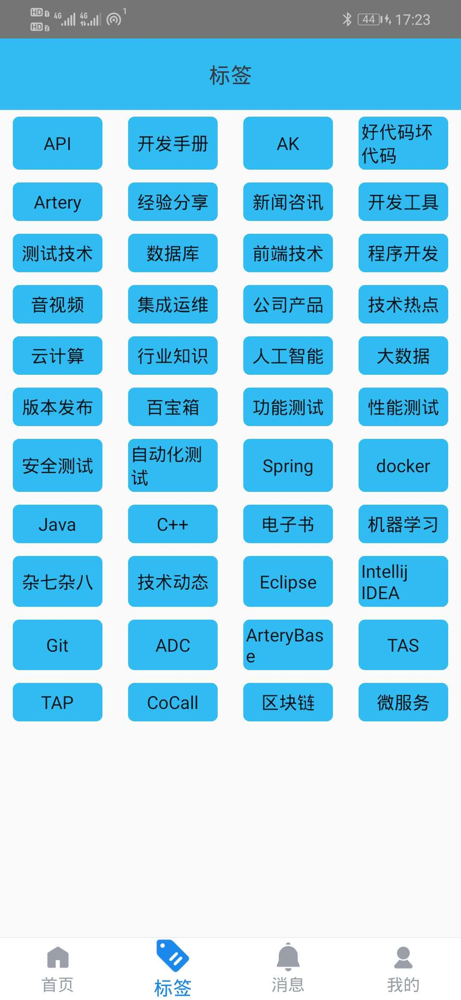 HD 1 4G 4G 1
HD 2
44 17:23
标签
API 开发手册 AK 好代码坏
代码
Artery 经验分享 新闻咨讯 开发工具
测试技术 数据库 前端技术 程序开发
音视频 集成运维 公司产品 技术热点
云计算 行业知识 人工智能 大数据
版本发布 百宝箱 功能测试 性能测试
安全测试 自动化测
试 Spring docker
Java C++ 电子书 机器学习
杂七杂八 技术动态 Eclipse Intellij
IDEA
Git ADC ArteryBas
e TAS
TAP CoCall 区块链 微服务
首页 标签 消息 我的